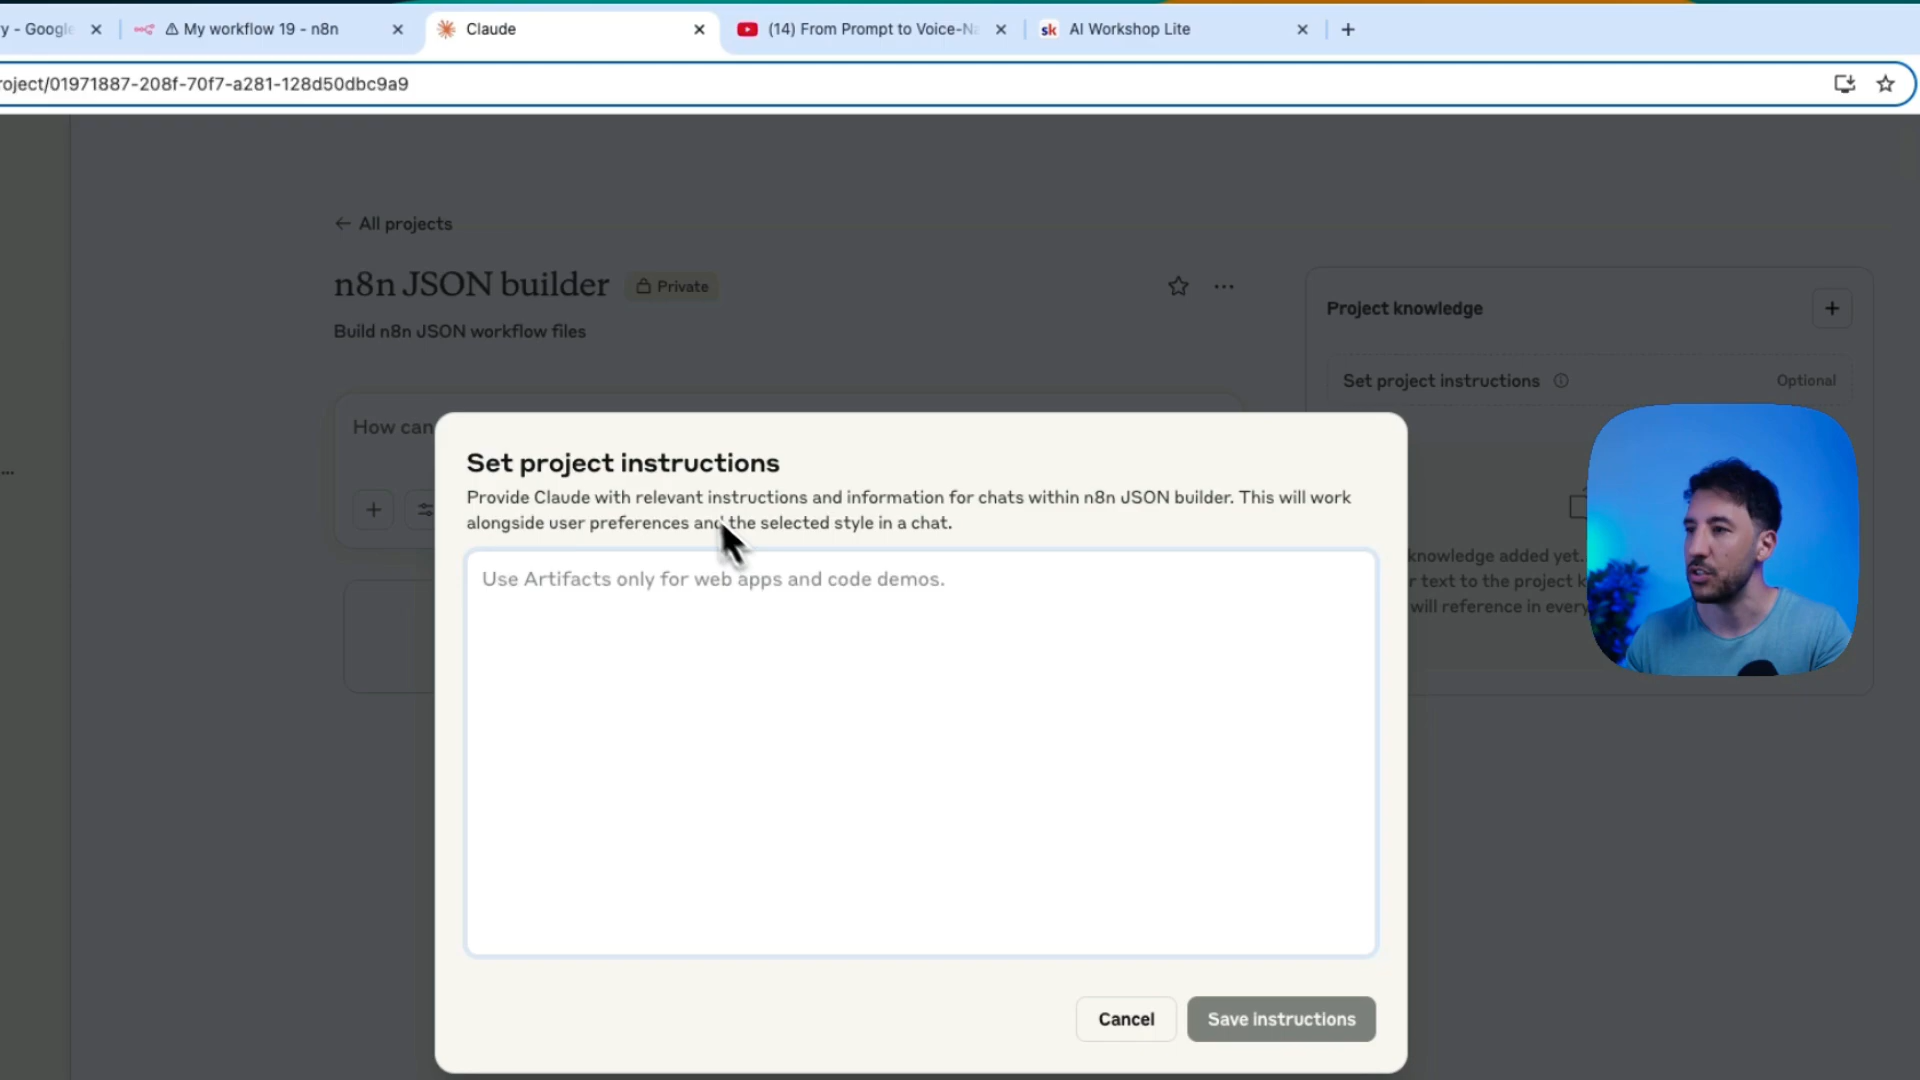 y - Google
My workflow 19 - n8n
Claude
(14) From Prompt to Voice-Na
sk
AI Workshop Lite
roject/01971887-208f-70f7-a281-128d50dbc9a9
← All projects
n8n JSON builder
Private
Build n8n JSON workflow files
Project knowledge
Set project instructions
Optional
How can
Set project instructions
Provide Claude with relevant instructions and information for chats within n8n JSON builder. This will work
alongside user preferences and the selected style in a chat.
Use Artifacts only for web apps and code demos.
knowledge added yet.
r text to the project k
will reference in every
Cancel
Save instructions